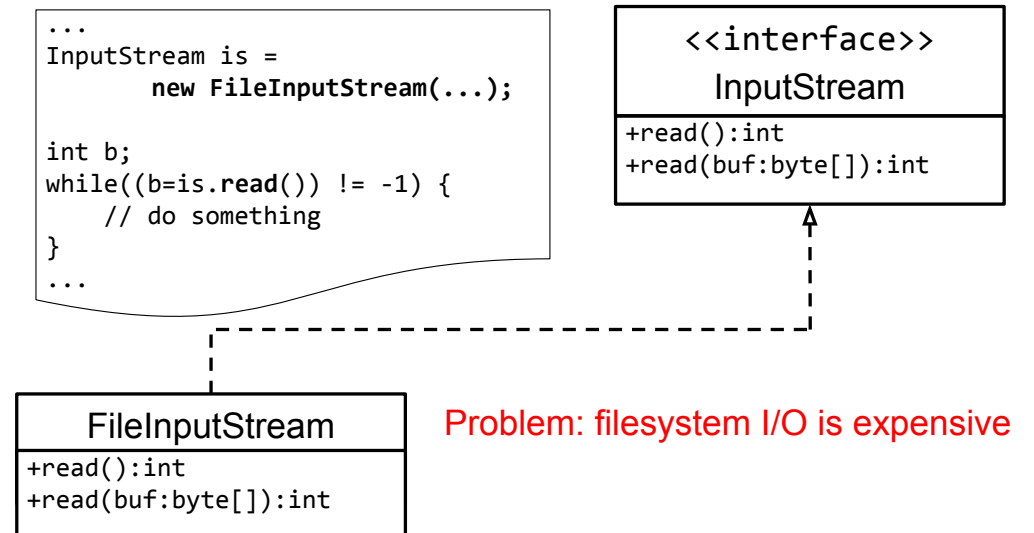 ...
InputStream is =
        new FileInputStream(...);

int b;
while((b=is.read()) != -1) {
    // do something
}
...
<<interface>>
InputStream
+read():int
+read(buf:byte[]):int
FileInputStream
+read():int
+read(buf:byte[]):int
Problem: filesystem I/O is expensive